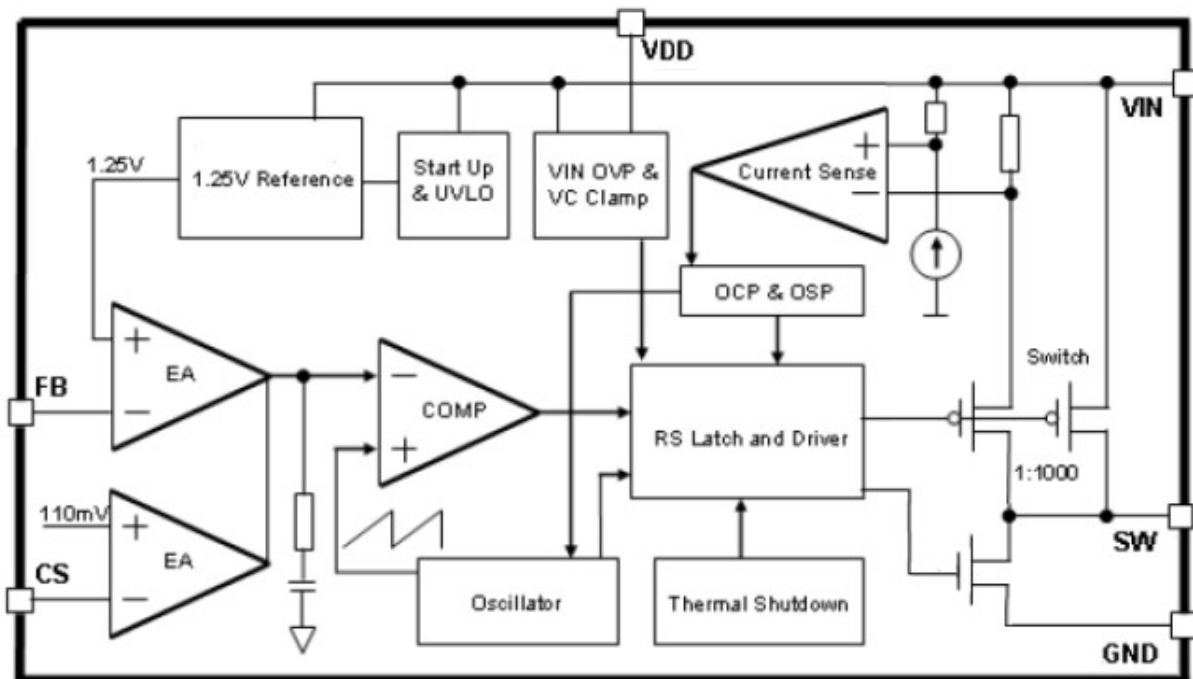 VDD
VIN
1.25V
1.25V Reference
Start Up
& UVLO
VIN OVP &
VC Clamp
+
Current Sense
−
OCP & OSP
+
EA
−
FB
−
COMP
+
RS Latch and Driver
Switch
1:1000
110mV
+
EA
−
CS
Oscillator
Thermal Shutdown
SW
GND